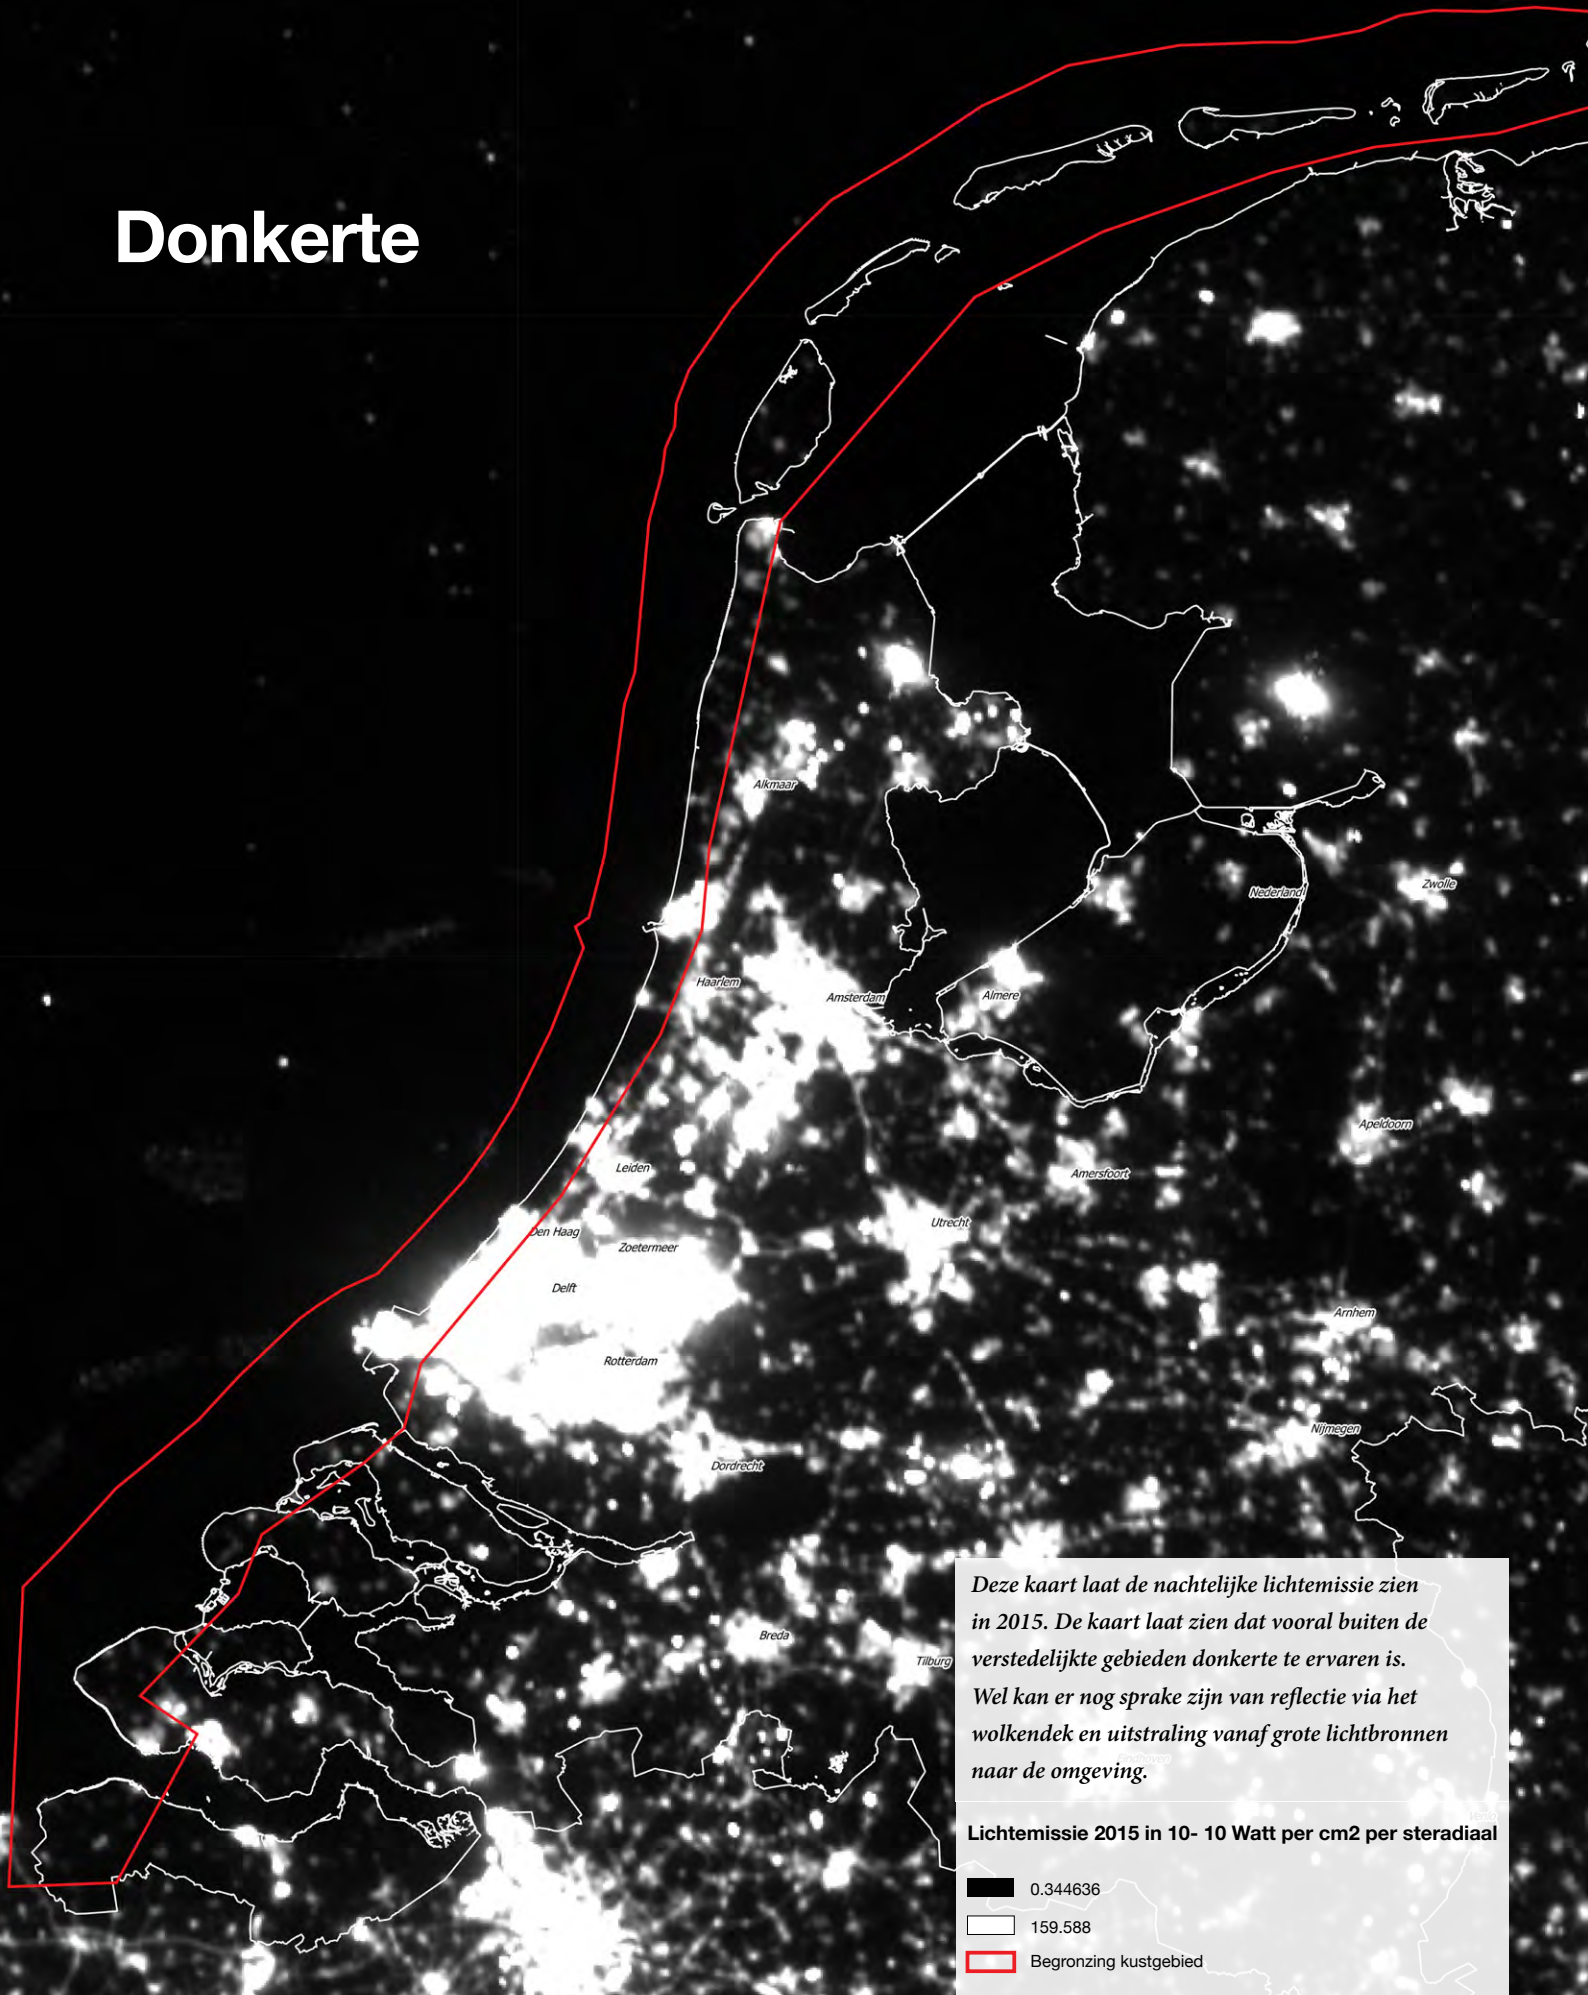 Donkerte
Alkmaar
Nederland
Zwolle
Haarlem
Amsterdam
Almere
Apeldoorn
Leiden
Amersfoort
Den Haag
Utrecht
Zoetermeer
Delft
Arnhem
Rotterdam
Nijmegen
Dordrecht
Breda
Tilburg
Deze kaart laat de nachtelijke lichtemissie zien
in 2015. De kaart laat zien dat vooral buiten de
verstedelijkte gebieden donkerte te ervaren is.
Wel kan er nog sprake zijn van reflectie via het
wolkendek en uitstraling vanaf grote lichtbronnen
Eindhoven
naar de omgeving.
Lichtemissie 2015 in 10- 10 Watt per cm2 per steradiaal
0.344636
159.588
Begronzing kustgebied